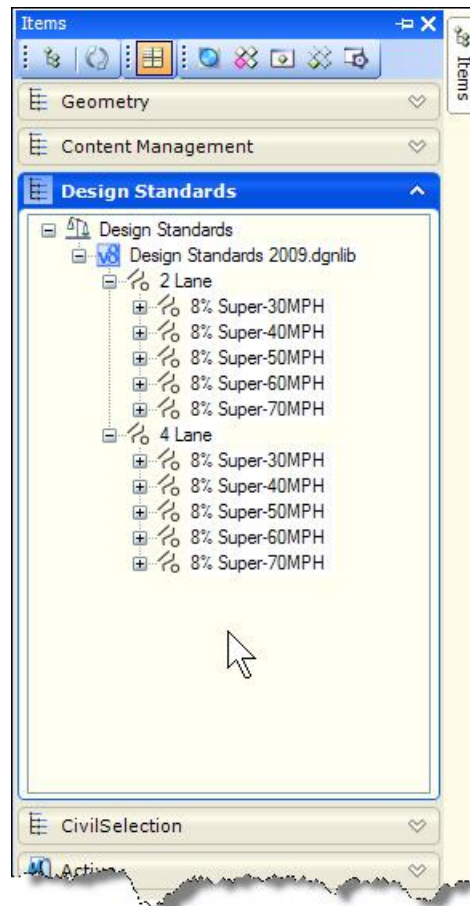 Items
Items
Geometry
Content Management
Design Standards
Design Standards
V8 Design Standards 2009.dgnlib
2 Lane
8% Super-30MPH
8% Super-40MPH
8% Super-50MPH
8% Super-60MPH
8% Super-70MPH
4 Lane
8% Super-30MPH
8% Super-40MPH
8% Super-50MPH
8% Super-60MPH
8% Super-70MPH
CivilSelection